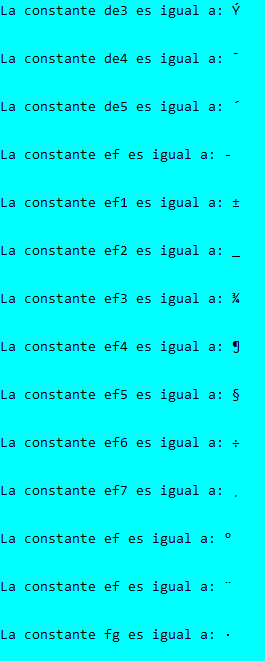 La constante de3 es igual a: Ý
La constante de4 es igual a: ¯
La constante de5 es igual a: ´
La constante ef es igual a: -
La constante ef1 es igual a: ±
La constante ef2 es igual a: _
La constante ef3 es igual a: ¾
La constante ef4 es igual a: ¶
La constante ef5 es igual a: §
La constante ef6 es igual a: ÷
La constante ef7 es igual a: ¸
La constante ef es igual a: º
La constante ef es igual a: ¨
La constante fg es igual a: ·